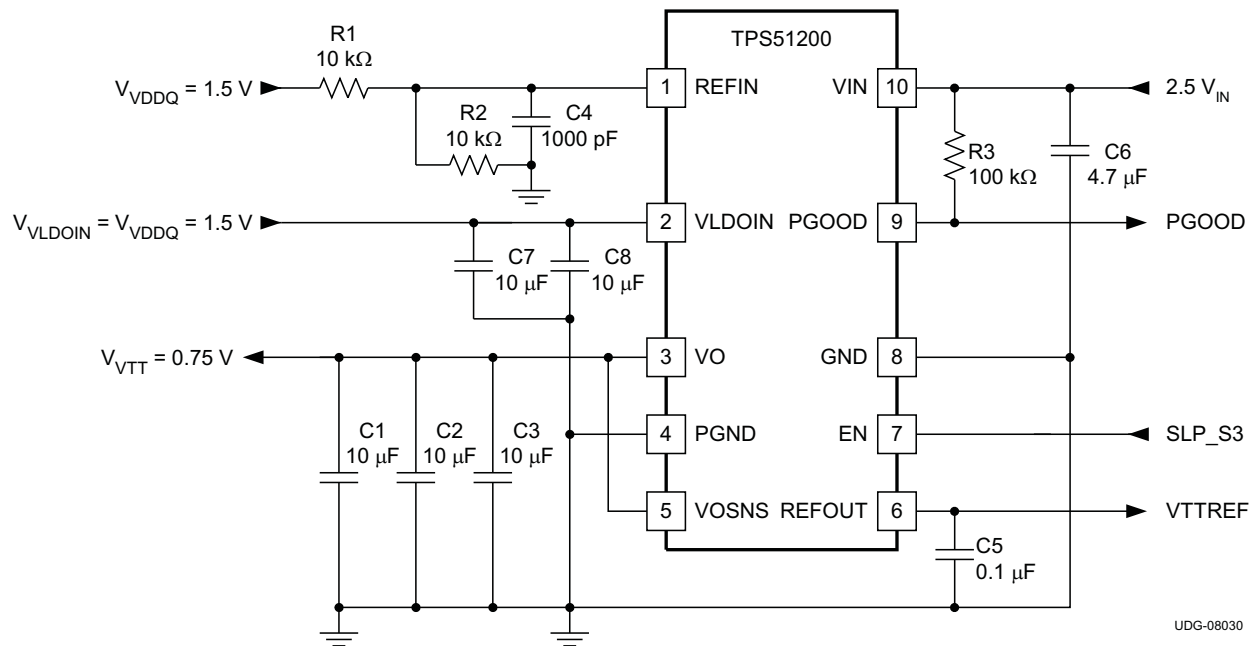 TPS51200
R1
10 kΩ
V_VDDQ = 1.5 V
1
REFIN
VIN
10
2.5 V_IN
R2
10 kΩ
C4
1000 pF
R3
100 kΩ
C6
4.7 μF
V_VLDOIN = V_VDDQ = 1.5 V
2
VLDOIN
PGOOD
9
PGOOD
C7
10 μF
C8
10 μF
V_VTT = 0.75 V
3
VO
GND
8
C1
10 μF
C2
10 μF
C3
10 μF
4
PGND
EN
7
SLP_S3
5
VOSNS
REFOUT
6
VTTREF
C5
0.1 μF
UDG-08030